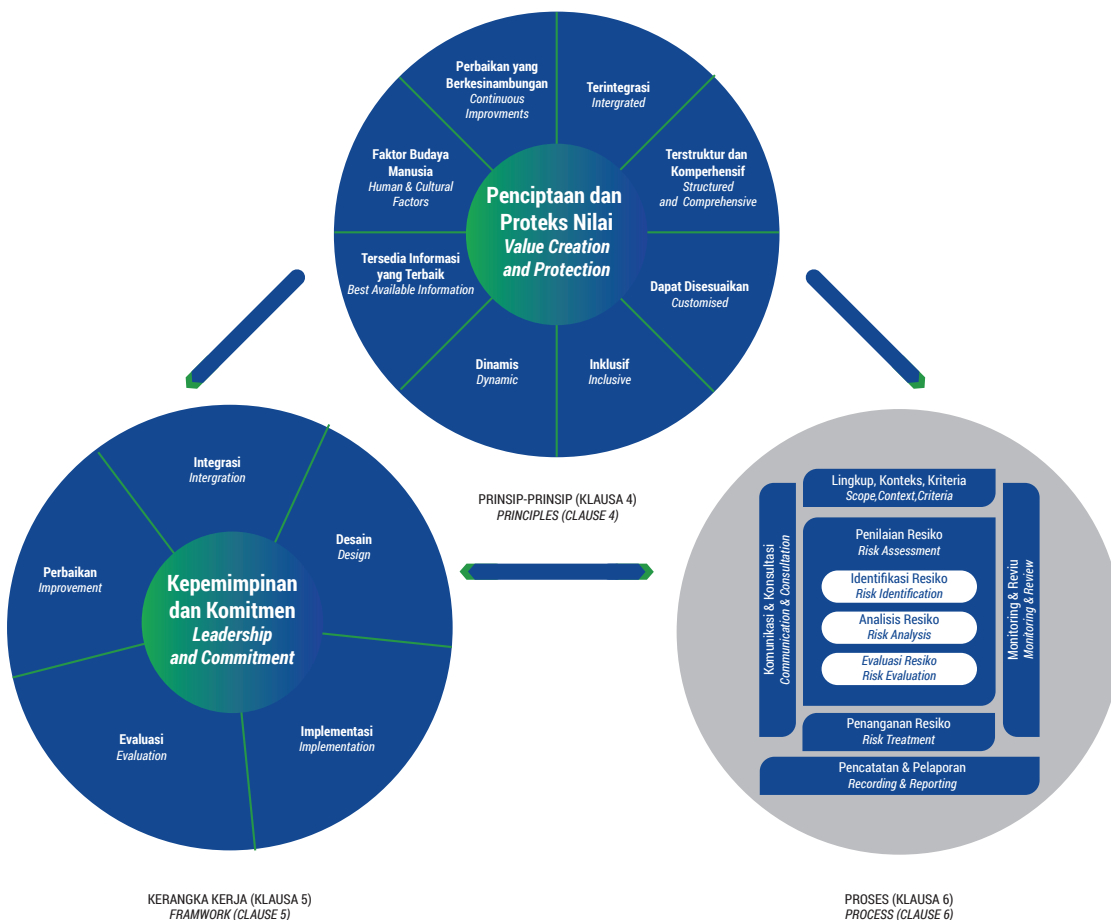 Perbaikan yang
Berkesinambungan
Continuous
Improvments
Terintegrasi
Intergrated
Faktor Budaya
Manusia
Human & Cultural
Factors
Terstruktur dan
Komperhensif
Structured
and Comprehensive
Penciptaan dan
Proteks Nilai
Value Creation
and Protection
Tersedia Informasi
yang Terbaik
Best Available Information
Dapat Disesuaikan
Customised
Dinamis
Dynamic
Inklusif
Inclusive
PRINSIP-PRINSIP (KLAUSA 4)
PRINCIPLES (CLAUSE 4)
Integrasi
Intergration
Desain
Design
Perbaikan
Improvement
Kepemimpinan
dan Komitmen
Leadership
and Commitment
Evaluasi
Evaluation
Implementasi
Implementation
KERANGKA KERJA (KLAUSA 5)
FRAMWORK (CLAUSE 5)
Lingkup, Konteks, Kriteria
Scope,Context,Criteria
Komunikasi & Konsultasi
Communication & Consultation
Penilaian Resiko
Risk Assessment
Identifikasi Resiko
Risk Identification
Analisis Resiko
Risk Analysis
Evaluasi Resiko
Risk Evaluation
Monitoring & Reviu
Monitoring & Review
Penanganan Resiko
Risk Treatment
Pencatatan & Pelaporan
Recording & Reporting
PROSES (KLAUSA 6)
PROCESS (CLAUSE 6)